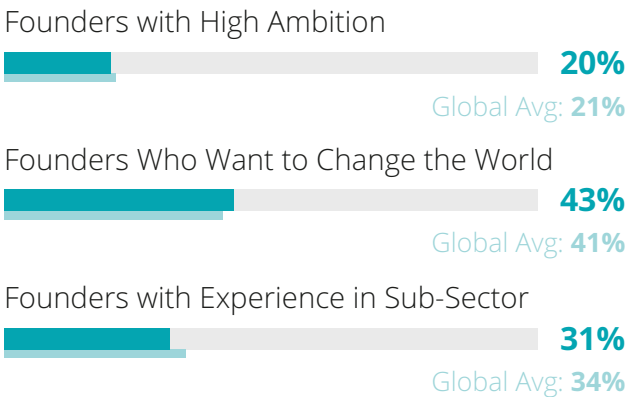 Founders with High Ambition
20%
Global Avg: 21%
Founders Who Want to Change the World
43%
Global Avg: 41%
Founders with Experience in Sub-Sector
31%
Global Avg: 34%